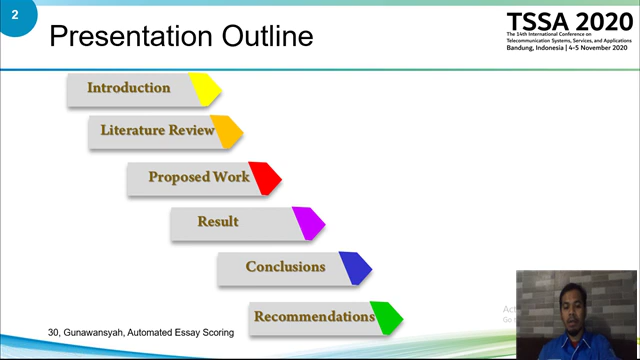 2
Presentation Outline
TSSA 2020
The 14th International Conference on
Telecommunication Systems, Services, and Applications
Bandung, Indonesia | 4-5 November 2020
Introduction
Literature Review
Proposed Work
Result
Conclusions
Recommendations
30, Gunawansyah, Automated Essay Scoring